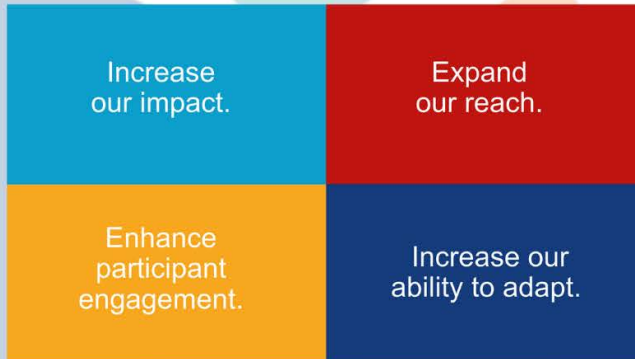 Increase
our impact.
Expand
our reach.
Enhance
participant
engagement.
Increase our
ability to adapt.